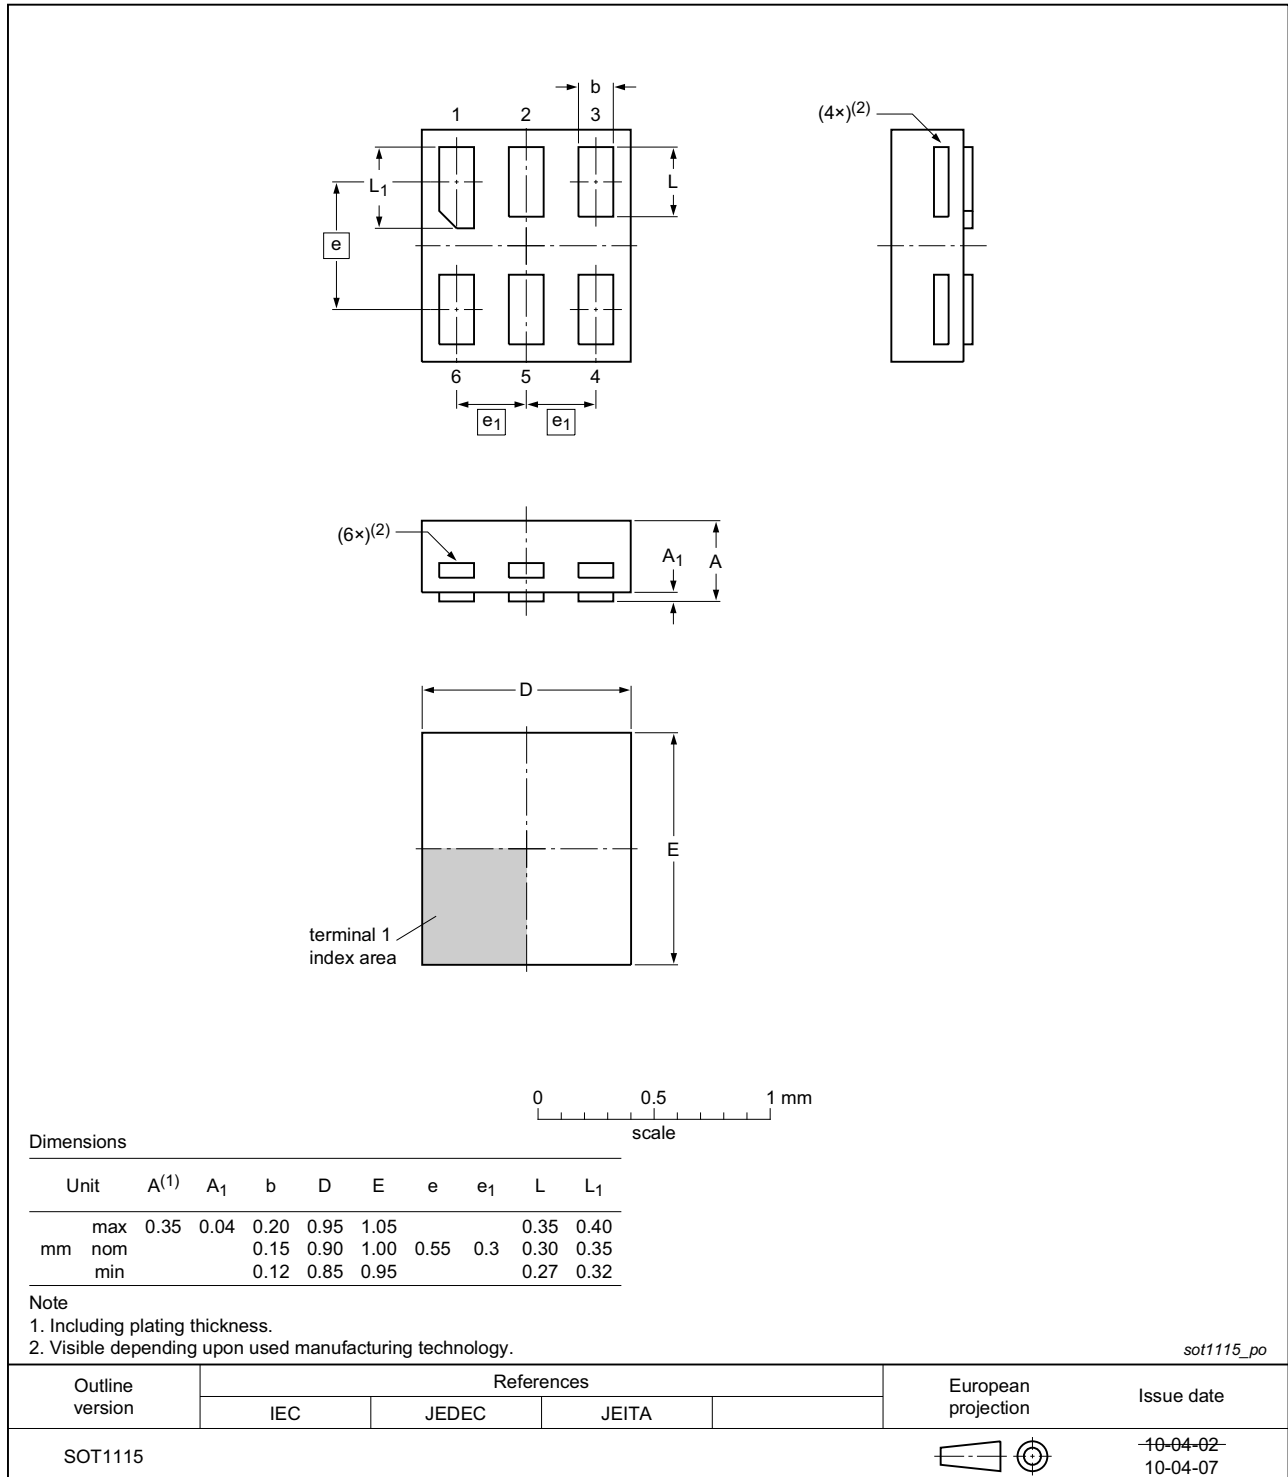 b
1 2 3
(4×)(2)
L1
L
e
6 5 4
e1 e1
(6×)(2)
A1 A
D
E
terminal 1
index area
0 0.5 1 mm
scale
Dimensions
Unit A(1) A1 b D E e e1 L L1
max 0.35 0.04 0.20 0.95 1.05 0.35 0.40
mm nom 0.15 0.90 1.00 0.55 0.3 0.30 0.35
min 0.12 0.85 0.95 0.27 0.32
Note
1. Including plating thickness.
2. Visible depending upon used manufacturing technology.
sot1115_po
Outline
version
References
IEC JEDEC JEITA
European
projection
Issue date
SOT1115
10-04-02
10-04-07